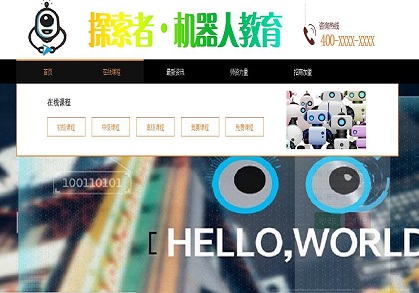 探索者·机器人教育
咨询热线
400-xxxx-xxxx
首页 在线课程 最新资讯 师资力量 招商加盟
在线课程
初级课程 中级课程 高级课程 竞赛课程 免费课程
100110101
[HELLO,WORLD